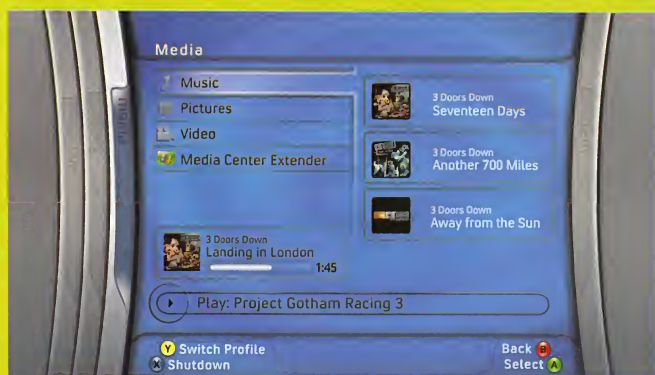 Media
Music
Pictures
Video
Media Center Extender
3 Doors Down
Seventeen Days
3 Doors Down
Another 700 Miles
3 Doors Down
Away from the Sun
3 Doors Down
Landing in London
1:45
Play: Project Gotham Racing 3
Y Switch Profile
X Shutdown
Back B
Select A